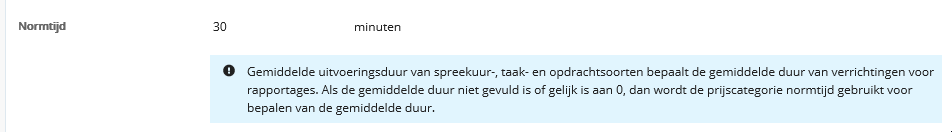 Normtijd 30 minuten
Gemiddelde uitvoeringsduur van spreekuur-, taak- en opdrachtsoorten bepaalt de gemiddelde duur van verrichtingen voor
rapportages. Als de gemiddelde duur niet gevuld is of gelijk is aan 0, dan wordt de prijscategorie normtijd gebruikt voor
bepalen van de gemiddelde duur.